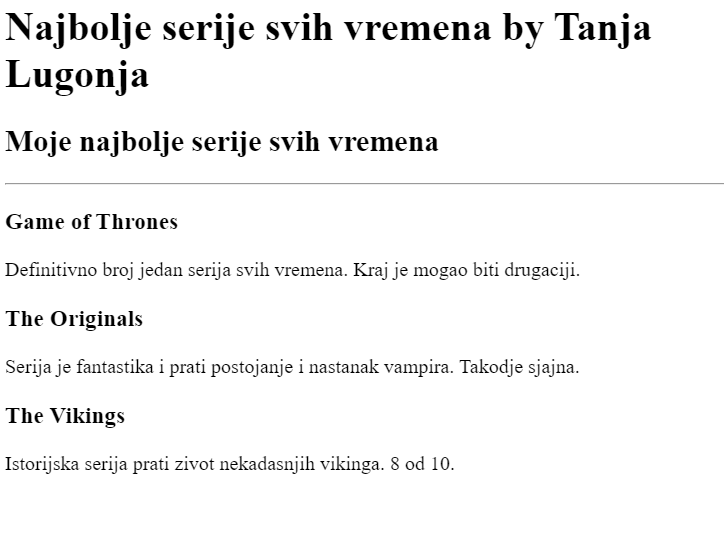 Najbolje serije svih vremena by Tanja
Lugonja
Moje najbolje serije svih vremena
Game of Thrones
Definitivno broj jedan serija svih vremena. Kraj je mogao biti drugaciji.
The Originals
Serija je fantastika i prati postojanje i nastanak vampira. Takodje sjajna.
The Vikings
Istorijska serija prati zivot nekadasnjih vikinga. 8 od 10.